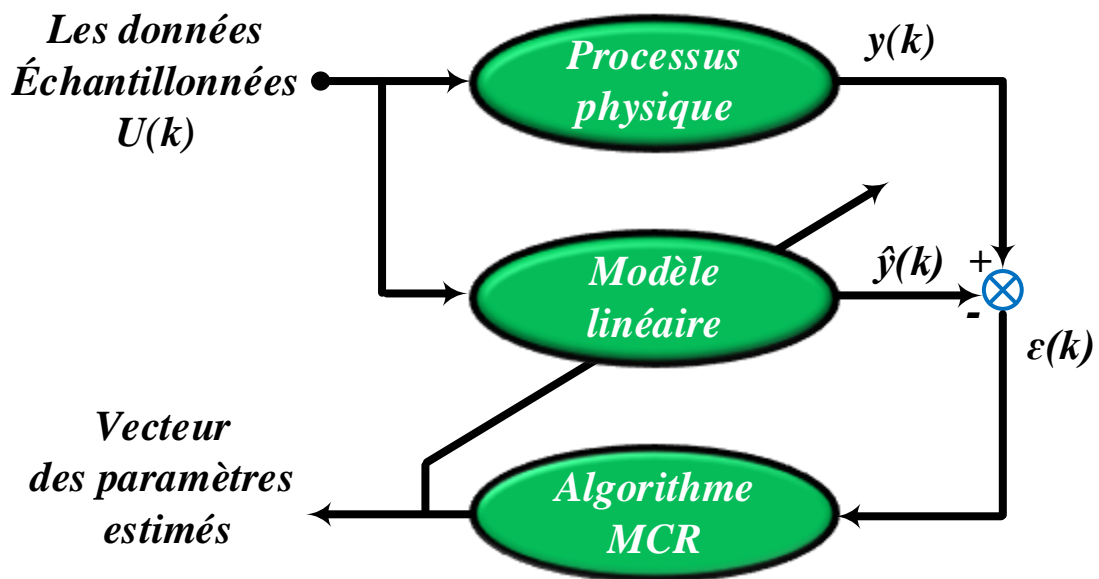 Les données
Échantillonnées
U(k)
Processus
physique
y(k)
Modèle
linéaire
ŷ(k)
+
-
ε(k)
Vecteur
des paramètres
estimés
Algorithme
MCR